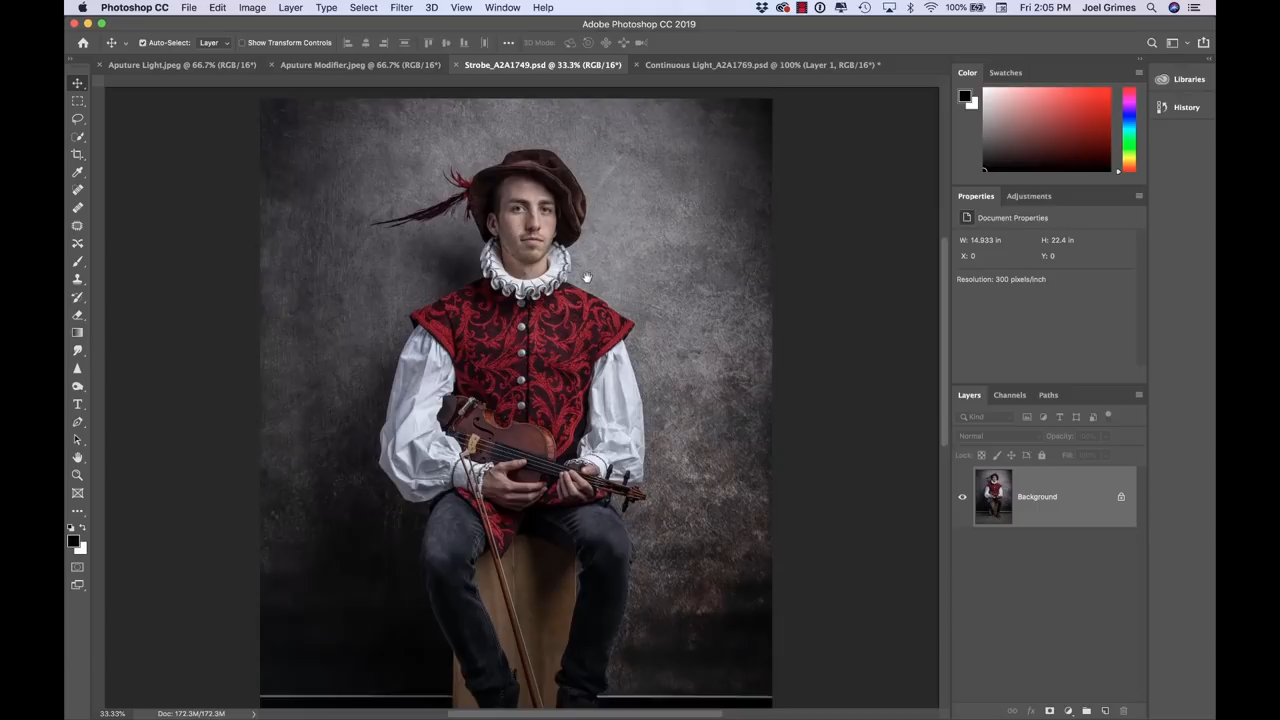 Photoshop CC File Edit Image Layer Type Select Filter 3D View Window Help 100% Fri 2:05 PM Joel Grimes
Adobe Photoshop CC 2019
Auto-Select: Layer Show Transform Controls 3D Mode:
Aputure Light.jpeg @ 66.7% (RGB/16*) Aputure Modifier.jpeg @ 66.7% (RGB/16*) Strobe_A2A1749.psd @ 33.3% (RGB/16*) Continuous Light_A2A1769.psd @ 100% (Layer 1, RGB/16*) *
Color Swatches
Libraries
History
Properties Adjustments
Document Properties
W: 14.933 in H: 22.4 in
X: 0 Y: 0
Resolution: 300 pixels/inch
Layers Channels Paths
Kind
Normal Opacity:
Lock: Fill:
Background
33.33% Doc: 172.3M/172.3M